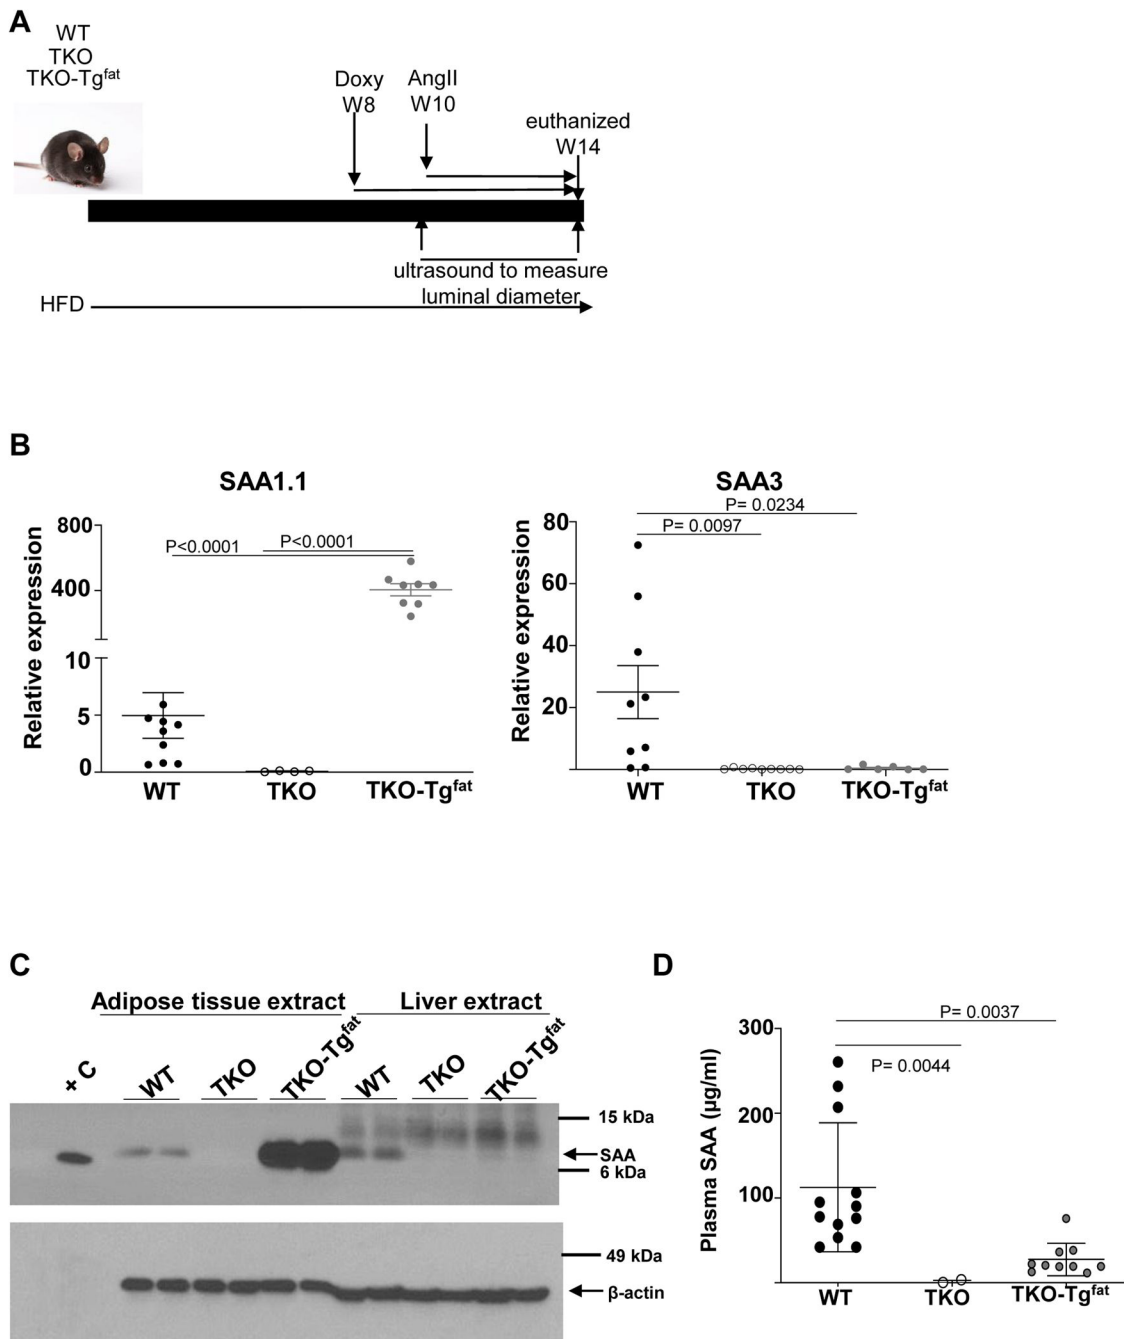 A
WT
TKO
TKO-Tgfat
Doxy
W8
AngII
W10
euthanized
W14
ultrasound to measure
luminal diameter
HFD
B
SAA1.1
Relative expression
800
400
10
5
0
P<0.0001
P<0.0001
WT
TKO
TKO-Tgfat
SAA3
Relative expression
80
60
40
20
P= 0.0234
P= 0.0097
WT
TKO
TKO-Tgfat
C
Adipose tissue extract
Liver extract
+ C
WT
TKO
TKO-Tgfat
WT
TKO
TKO-Tgfat
15 kDa
SAA
6 kDa
49 kDa
β-actin
D
Plasma SAA (µg/ml)
300
200
100
P= 0.0037
P= 0.0044
WT
TKO
TKO-Tgfat